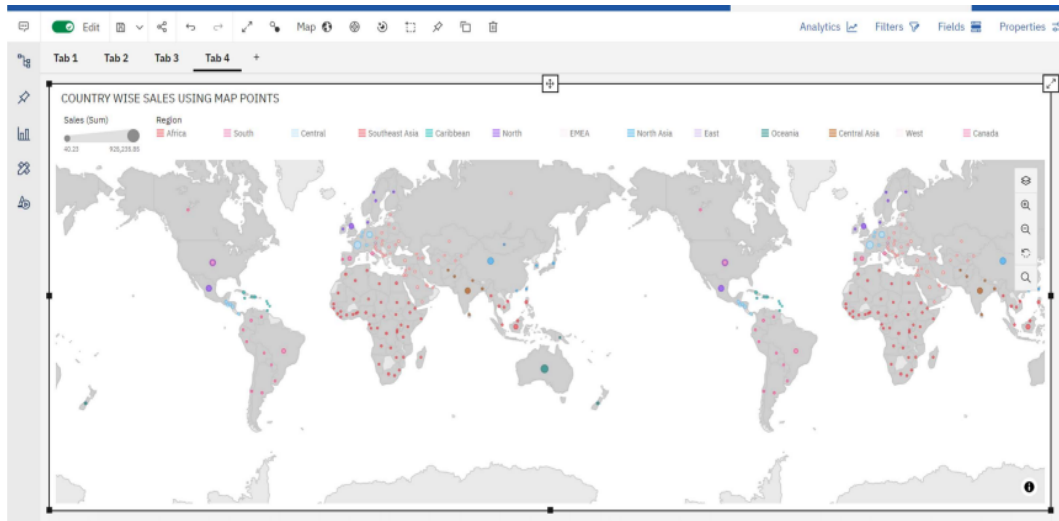 Edit Map Analytics Filters Fields Properties
Tab 1 Tab 2 Tab 3 Tab 4 +
COUNTRY WISE SALES USING MAP POINTS
Sales (Sum) Region
Africa South Central Southeast Asia Caribbean North EMEA North Asia East Oceania Central Asia West Canada
40.23 925,235.85